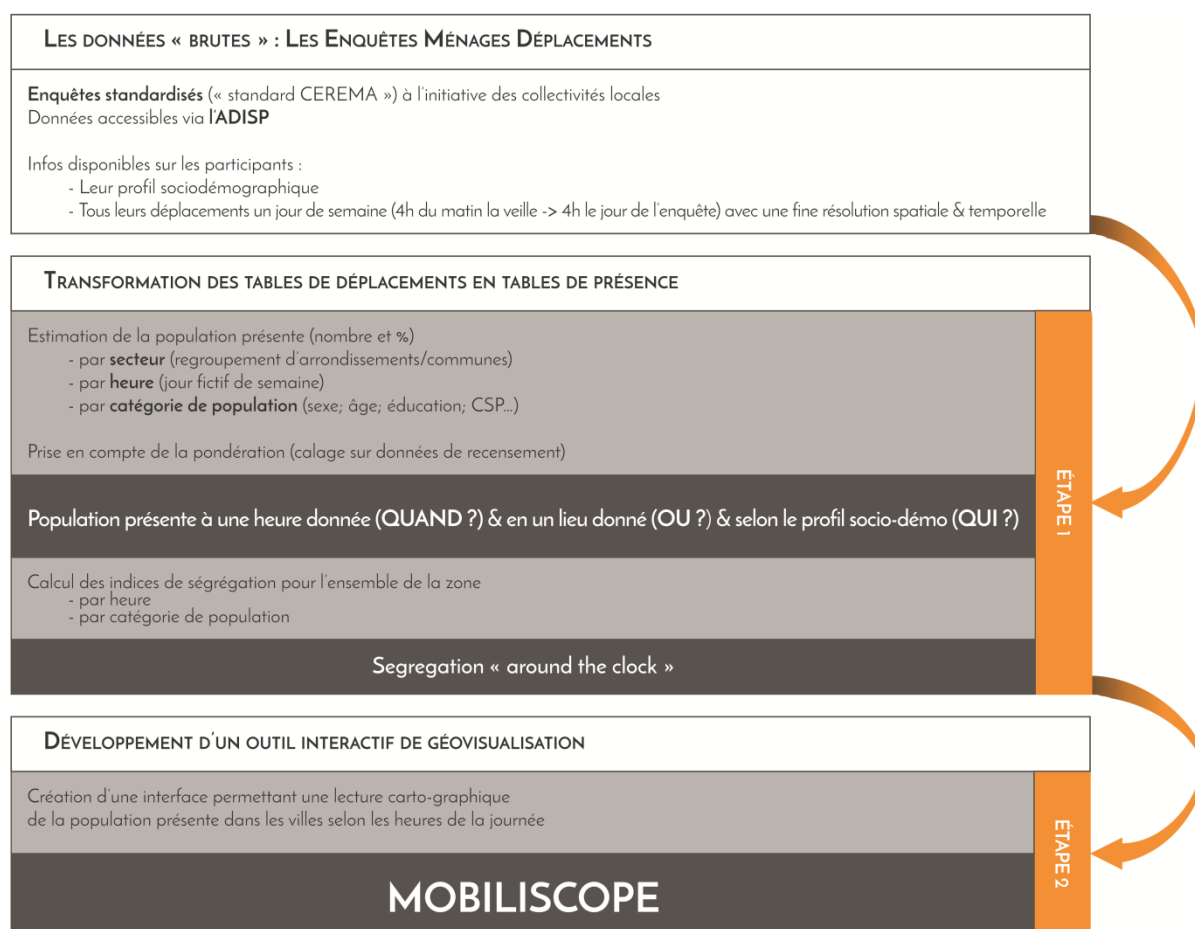 LES DONNÉES « BRUTES » : LES ENQUÊTES MÉNAGES DÉPLACEMENTS
Enquêtes standardisés (« standard CEREMA ») à l'initiative des collectivités locales
Données accessibles via l'ADISP
Infos disponibles sur les participants :
- Leur profil sociodémographique
- Tous leurs déplacements un jour de semaine (4h du matin la veille -> 4h le jour de l'enquête) avec une fine résolution spatiale & temporelle
TRANSFORMATION DES TABLES DE DÉPLACEMENTS EN TABLES DE PRÉSENCE
Estimation de la population présente (nombre et %)
- par secteur (regroupement d'arrondissements/communes)
- par heure (jour fictif de semaine)
- par catégorie de population (sexe; âge; éducation; CSP...)
Prise en compte de la pondération (calage sur données de recensement)
Population présente à une heure donnée (QUAND ?) & en un lieu donné (OU ?) & selon le profil socio-démo (QUI ?)
Calcul des indices de ségrégation pour l'ensemble de la zone
- par heure
- par catégorie de population
Segregation « around the clock »
ÉTAPE 1
DÉVELOPPEMENT D'UN OUTIL INTERACTIF DE GÉOVISUALISATION
Création d'une interface permettant une lecture carto-graphique
de la population présente dans les villes selon les heures de la journée
MOBILISCOPE
ÉTAPE 2